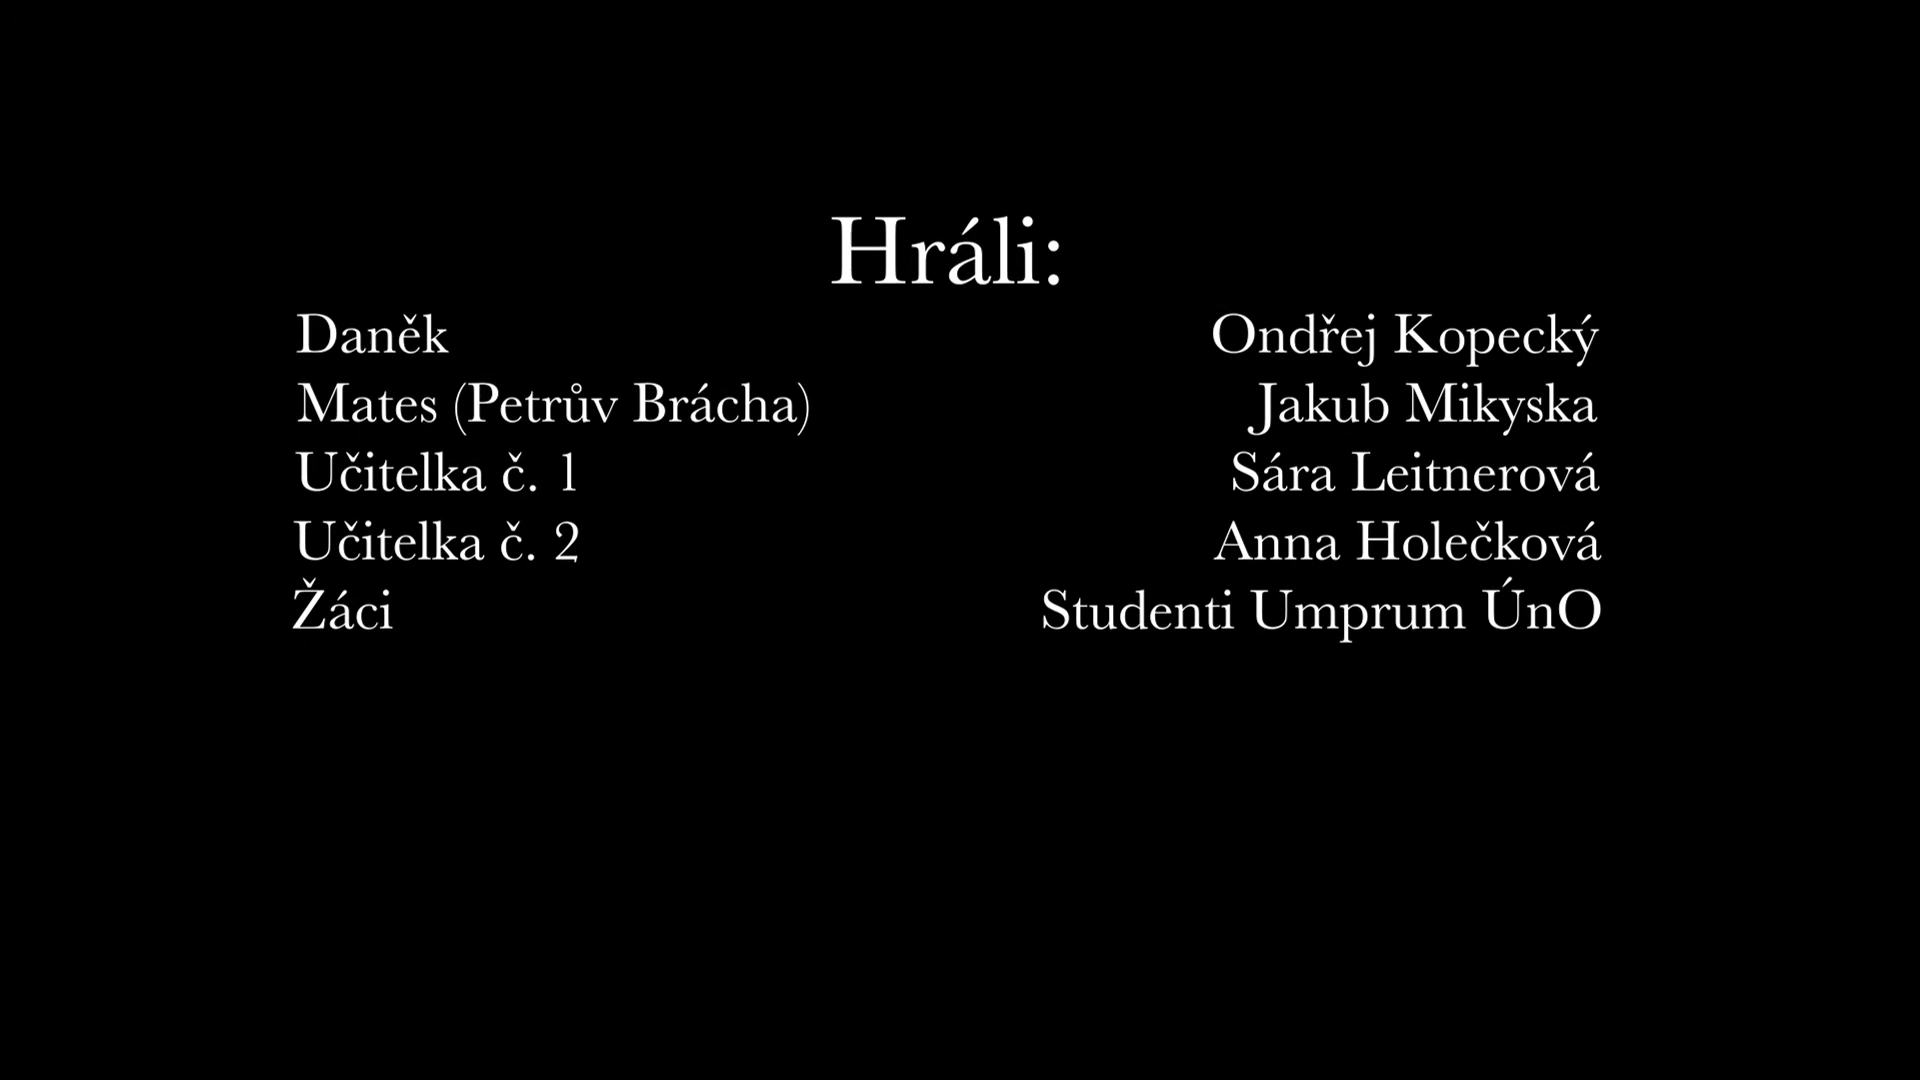 Hráli:
Daněk Ondřej Kopecký
Mates (Petrův Brácha) Jakub Mikyska
Učitelka č. 1 Sára Leitnerová
Učitelka č. 2 Anna Holečková
Žáci Studenti Umprum ÚnO